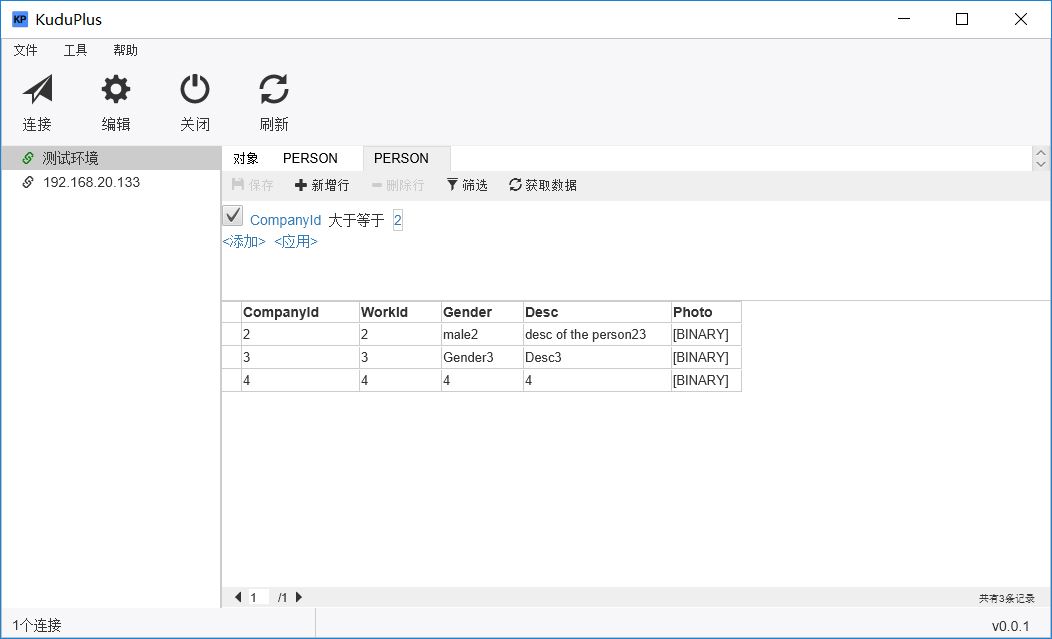 KP KuduPlus
文件 工具 帮助
连接 编辑 关闭 刷新
测试环境
192.168.20.133
对象 PERSON PERSON
保存 新增行 删除行 筛选 获取数据
CompanyId 大于等于 2
<添加> <应用>
CompanyId WorkId Gender Desc Photo
2 2 male2 desc of the person23 [BINARY]
3 3 Gender3 Desc3 [BINARY]
4 4 4 4 [BINARY]
1 /1 共有3条记录
1个连接 v0.0.1